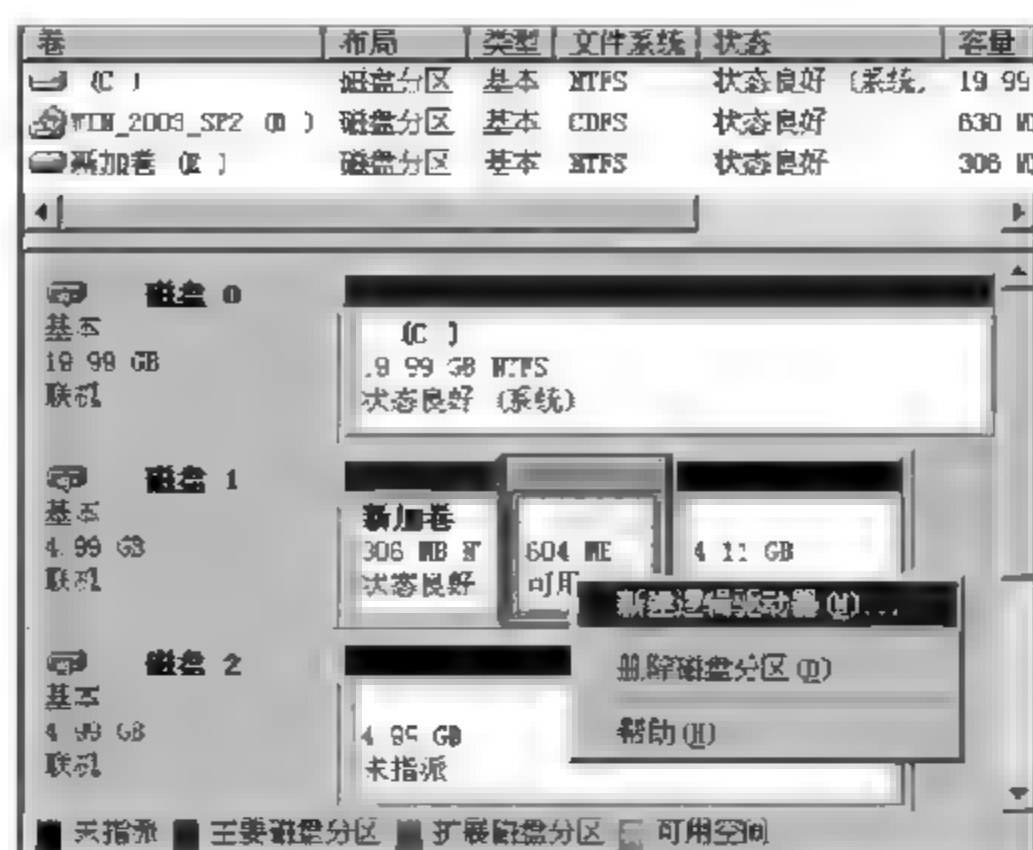 卷 布局 类型 文件系统 状态 容量
(C ) 磁盘分区 基本 NTFS 状态良好 (系统, 19 99
WIN_2003_SP2 (D ) 磁盘分区 基本 CDFS 状态良好 630 M
新加卷 (E ) 磁盘分区 基本 NTFS 状态良好 306 M
磁盘 0
基本
19 99 GB
联机
(C )
19 99 GB NTFS
状态良好 (系统)
磁盘 1
基本
4.99 GB
联机
新加卷
306 MB N
状态良好
604 MB
可用
4 11 GB
新建逻辑驱动器(N)...
删除磁盘分区(D)
帮助(H)
磁盘 2
基本
4 99 GB
联机
4 99 GB
未指派
未指派 主要磁盘分区 扩展磁盘分区 可用空间